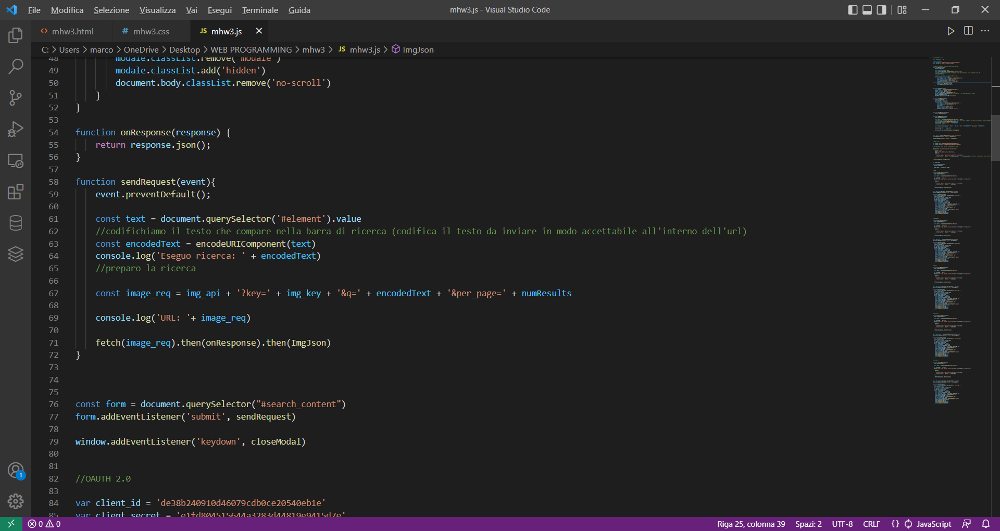 File Modifica Selezione Visualizza Vai Esegui Terminale Guida mhw3.js - Visual Studio Code
<> mhw3.html # mhw3.css JS mhw3.js
C: > Users > marco > OneDrive > Desktop > WEB PROGRAMMING > mhw3 > JS mhw3.js > ImgJson
48 modale.classList.remove('modale')
49 modale.classList.add('hidden')
50 document.body.classList.remove('no-scroll')
51 }
52 }
53
54 function onResponse(response) {
55 return response.json();
56 }
57
58 function sendRequest(event){
59 event.preventDefault();
60
61 const text = document.querySelector('#element').value
62 //codifichiamo il testo che compare nella barra di ricerca (codifica il testo da inviare in modo accettabile all'interno dell'url)
63 const encodedText = encodeURIComponent(text)
64 console.log('Eseguo ricerca: ' + encodedText)
65 //preparo la ricerca
66
67 const image_req = img_api + '?key=' + img_key + '&q=' + encodedText + '&per_page=' + numResults
68
69 console.log('URL: '+ image_req)
70
71 fetch(image_req).then(onResponse).then(ImgJson)
72 }
73
74
75
76 const form = document.querySelector("#search_content")
77 form.addEventListener('submit', sendRequest)
78
79 window.addEventListener('keydown', closeModal)
80
81
82 //OAUTH 2.0
83
84 var client_id = 'de38b240910d46079cdb0ce20540eb1e'
85 var client_secret = 'e1fd804515644a3283d44819e9415d7e'
1
0 0 Riga 25, colonna 39 Spazi: 2 UTF-8 CRLF {} JavaScript